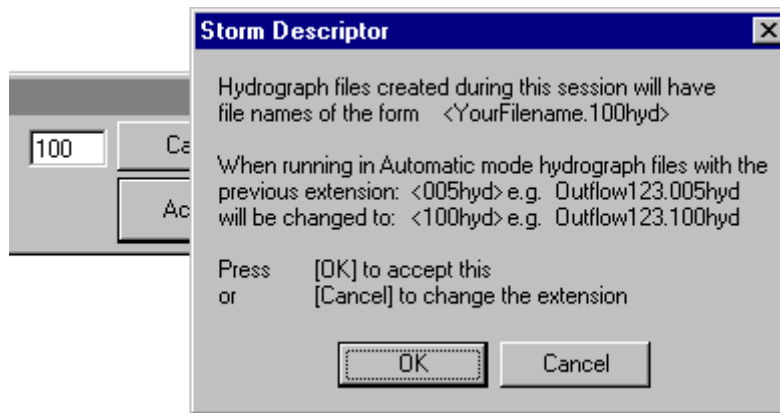 Storm Descriptor
Hydrograph files created during this session will have
file names of the form <YourFilename.100hyd>
100
When running in Automatic mode hydrograph files with the
previous extension: <005hyd> e.g. Outflow123.005hyd
will be changed to: <100hyd> e.g. Outflow123.100hyd
Press [OK] to accept this
or [Cancel] to change the extension
OK Cancel